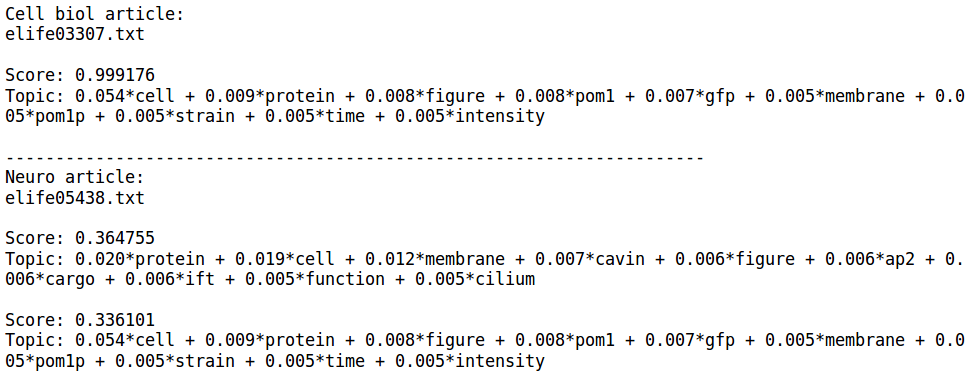 Cell biol article:
elife03307.txt
Score: 0.999176
Topic: 0.054*cell + 0.009*protein + 0.008*figure + 0.008*pom1 + 0.007*gfp + 0.005*membrane + 0.0
05*pom1p + 0.005*strain + 0.005*time + 0.005*intensity
----------------------------------------------------------------------
Neuro article:
elife05438.txt
Score: 0.364755
Topic: 0.020*protein + 0.019*cell + 0.012*membrane + 0.007*cavin + 0.006*figure + 0.006*ap2 + 0.
006*cargo + 0.006*ift + 0.005*function + 0.005*cilium
Score: 0.336101
Topic: 0.054*cell + 0.009*protein + 0.008*figure + 0.008*pom1 + 0.007*gfp + 0.005*membrane + 0.0
05*pom1p + 0.005*strain + 0.005*time + 0.005*intensity